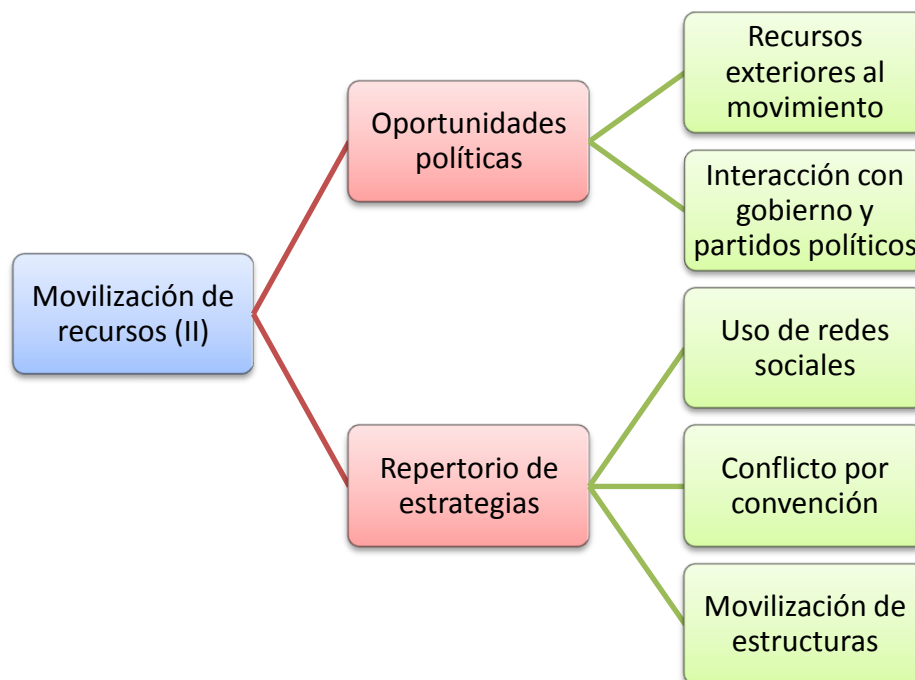 Movilización de
recursos (II)
Oportunidades
políticas
Recursos
exteriores al
movimiento
Interacción con
gobierno y
partidos políticos
Repertorio de
estrategias
Uso de redes
sociales
Conflicto por
convención
Movilización de
estructuras